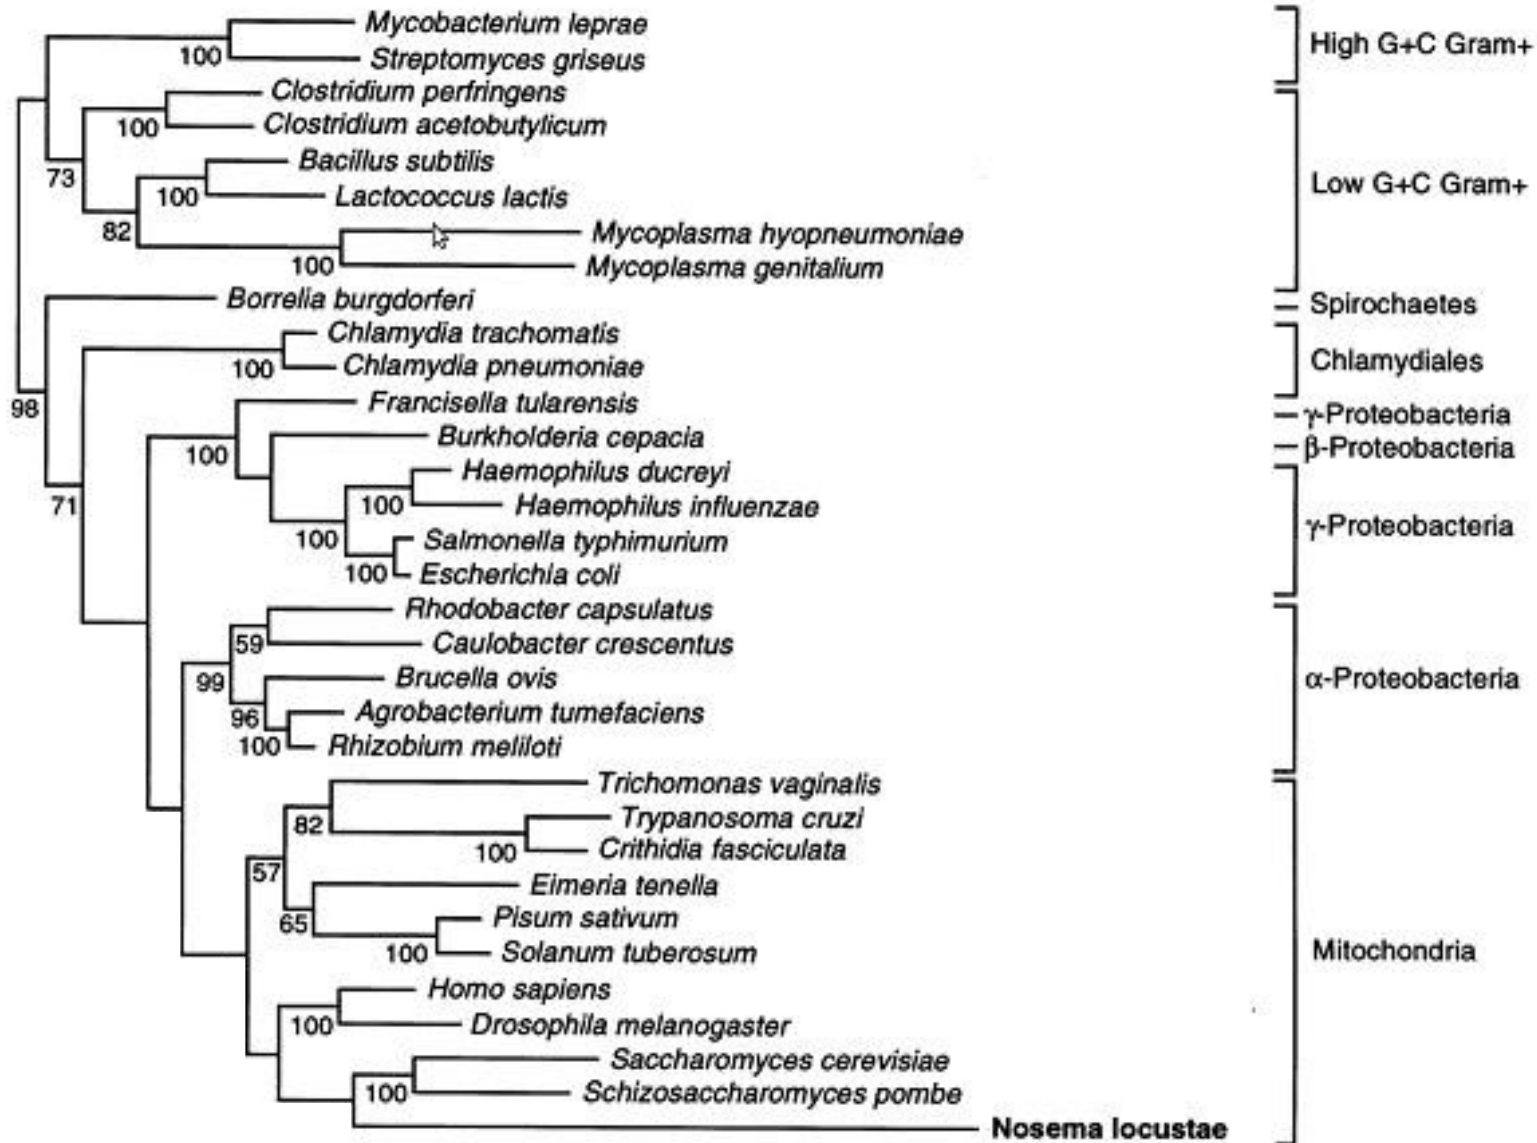 Mycobacterium leprae
100
Streptomyces griseus
High G+C Gram+
Clostridium perfringens
100
Clostridium acetobutylicum
73
Bacillus subtilis
100
Lactococcus lactis
Low G+C Gram+
82
Mycoplasma hyopneumoniae
100
Mycoplasma genitalium
Borrelia burgdorferi
Spirochaetes
Chlamydia trachomatis
100
Chlamydia pneumoniae
Chlamydiales
98
Francisella tularensis
γ-Proteobacteria
100
Burkholderia cepacia
β-Proteobacteria
71
Haemophilus ducreyi
100
Haemophilus influenzae
γ-Proteobacteria
100
Salmonella typhimurium
100
Escherichia coli
Rhodobacter capsulatus
59
Caulobacter crescentus
99
Brucella ovis
α-Proteobacteria
96
Agrobacterium tumefaciens
100
Rhizobium meliloti
Trichomonas vaginalis
82
Trypanosoma cruzi
100
Crithidia fasciculata
57
Eimeria tenella
65
Pisum sativum
100
Solanum tuberosum
Mitochondria
Homo sapiens
100
Drosophila melanogaster
Saccharomyces cerevisiae
100
Schizosaccharomyces pombe
Nosema locustae